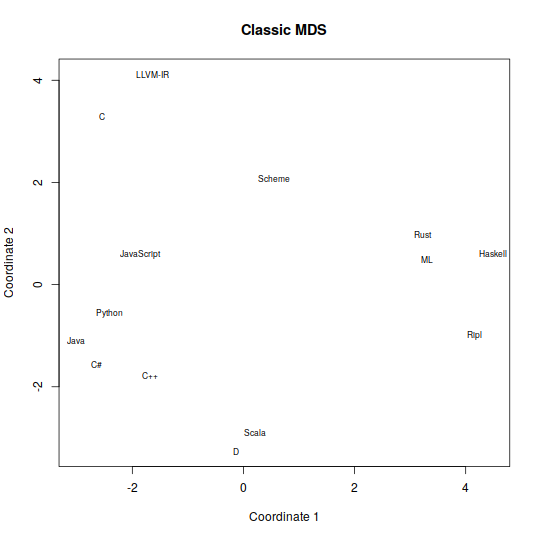 Classic MDS
LLVM-IR
C
Scheme
Rust
JavaScript
Haskell
ML
Python
Ripl
Java
C#
C++
Scala
D
4
2
0
-2
Coordinate 2
-2
0
2
4
Coordinate 1